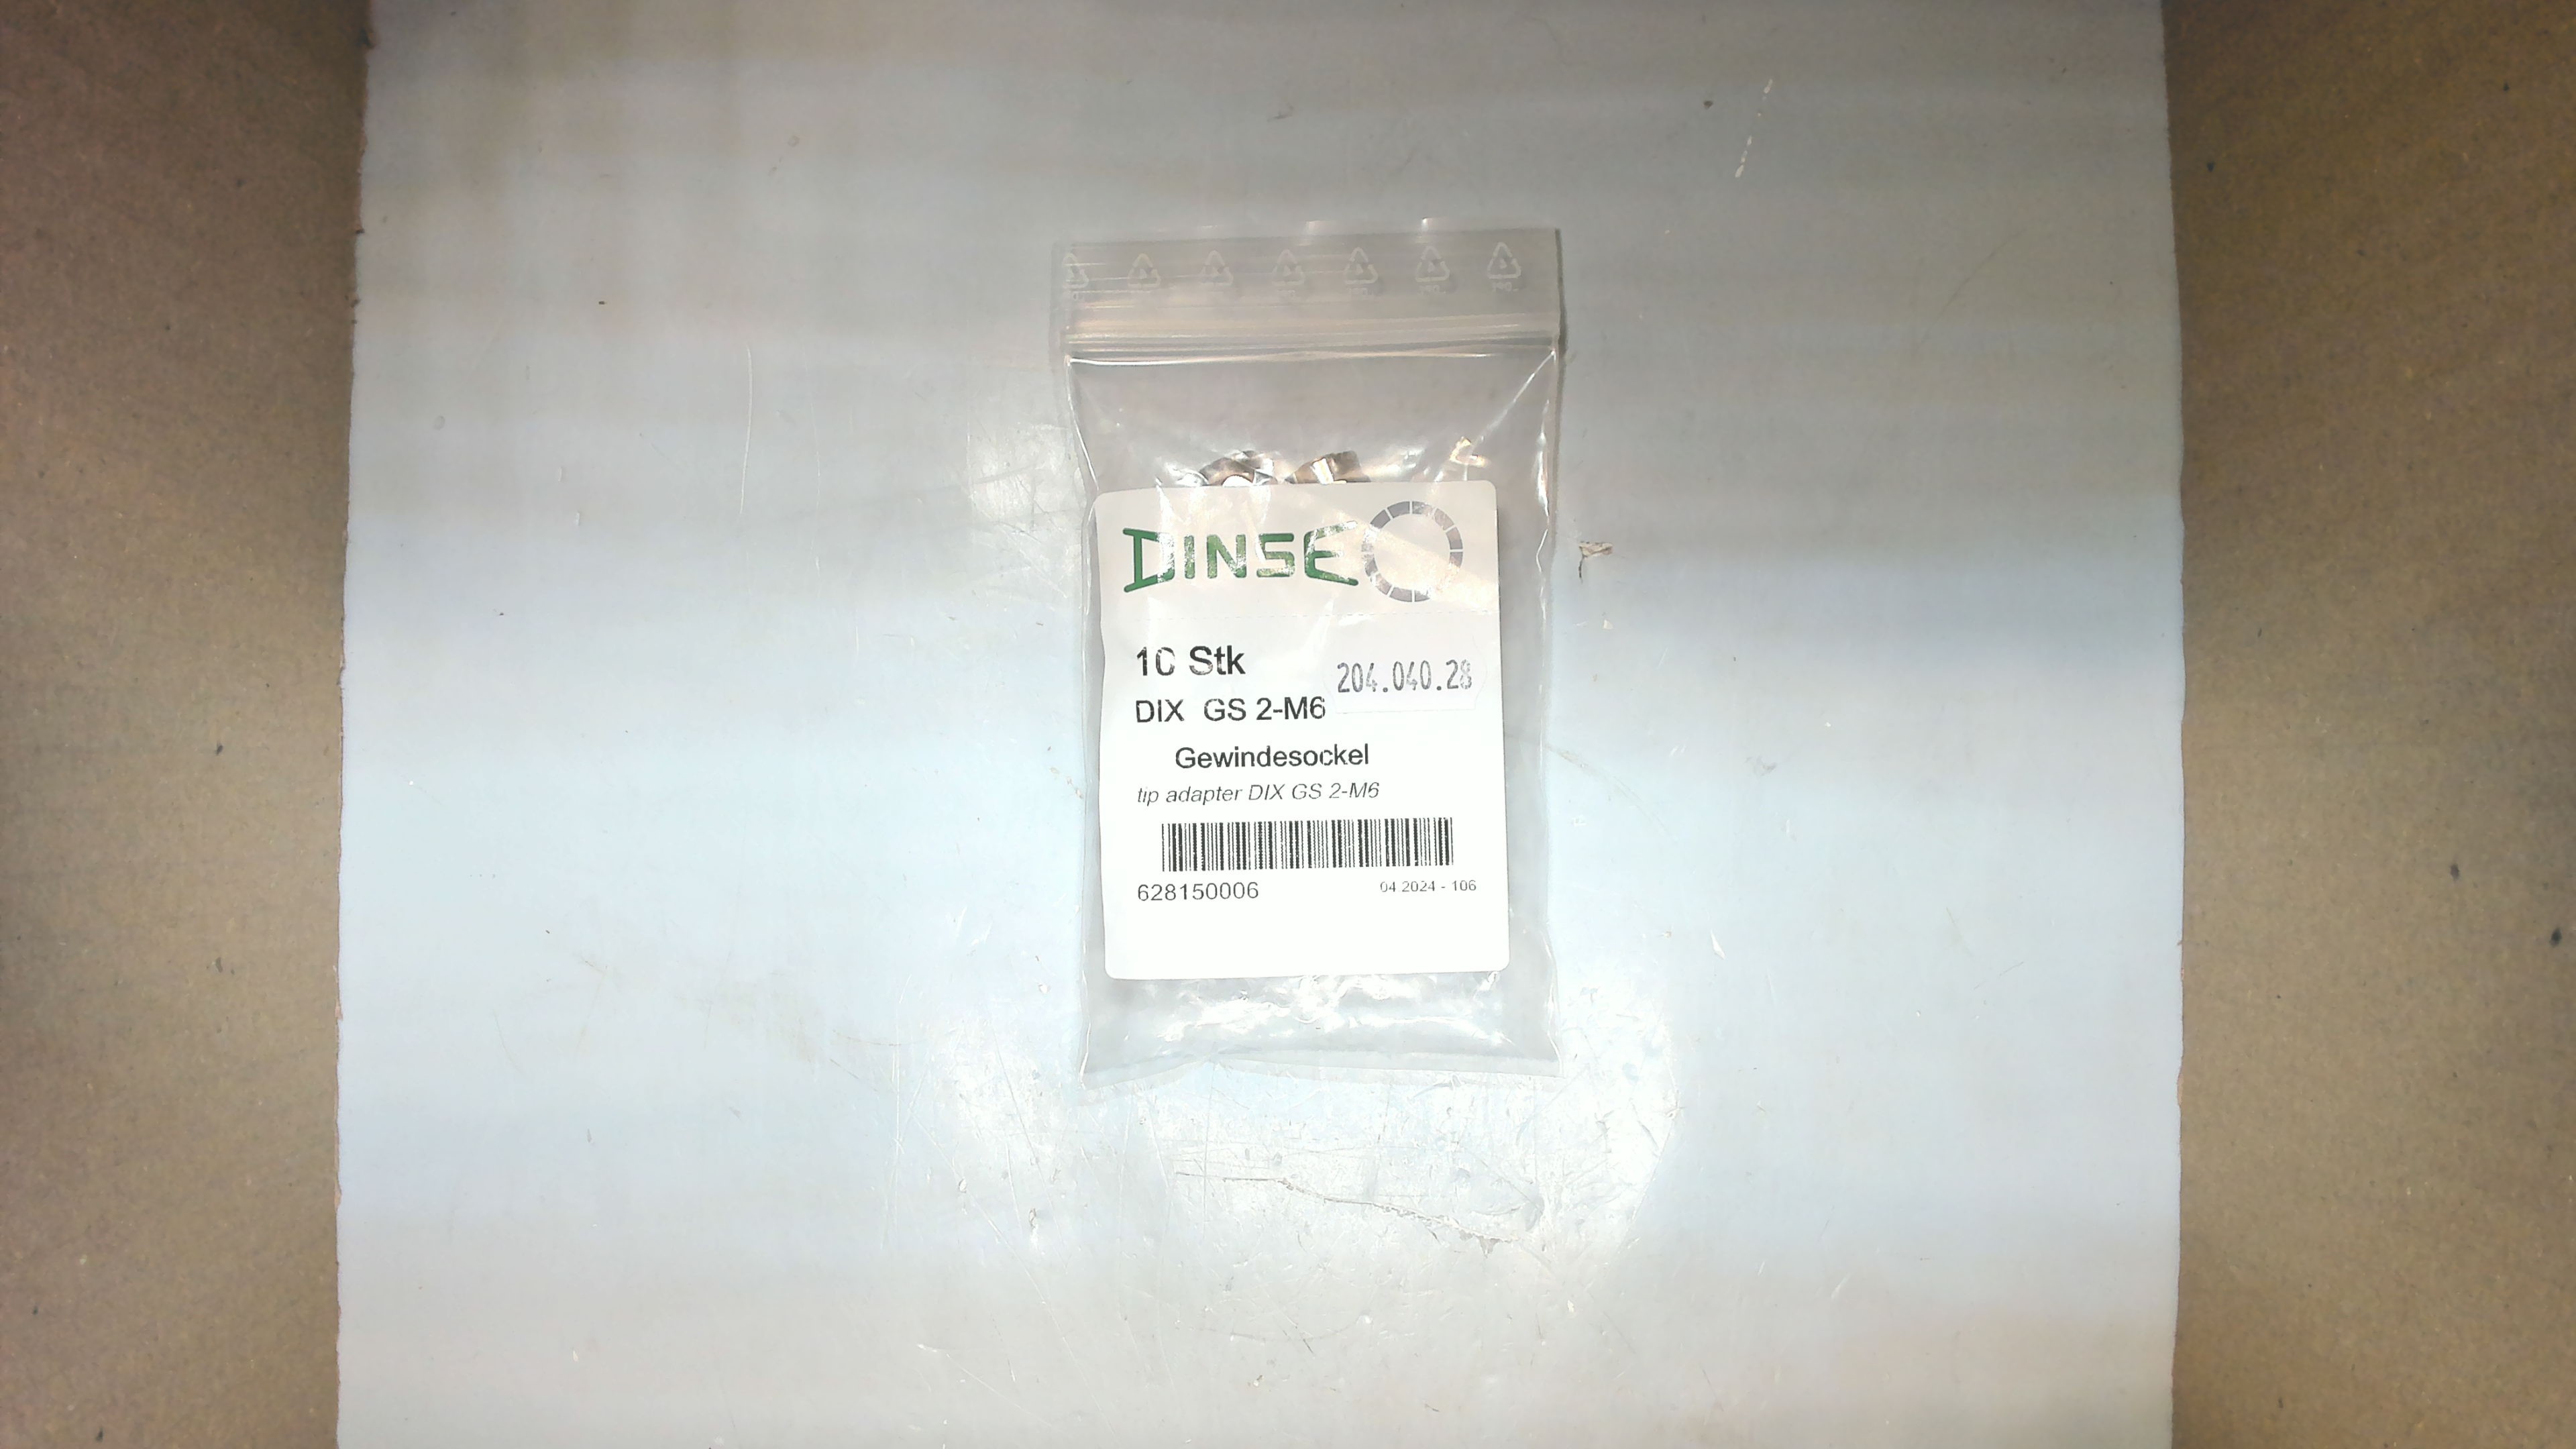 DINSE
10 Stk
204.040.28
DIX GS 2-M6
Gewindesockel
tip adapter DIX GS 2-M6
628150006
04.2024 - 106